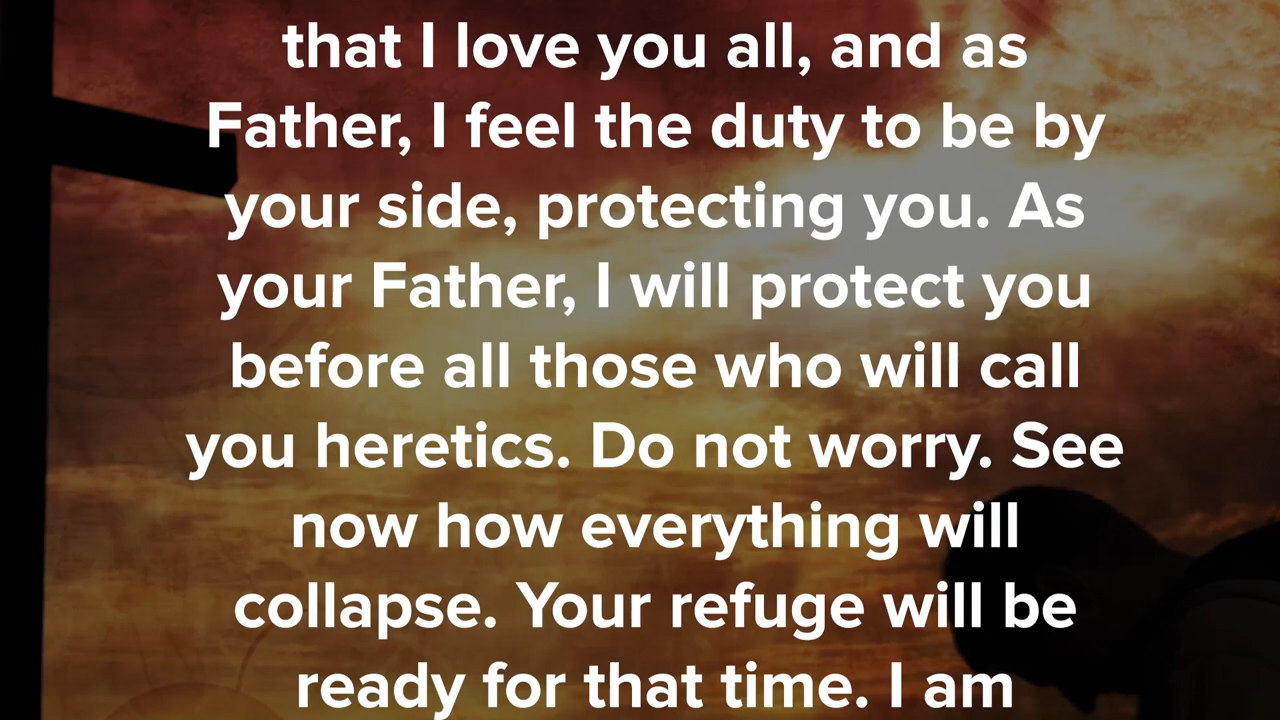 that I love you all, and as
Father, I feel the duty to be by
your side, protecting you. As
your Father, I will protect you
before all those who will call
you heretics. Do not worry. See
now how everything will
collapse. Your refuge will be
ready for that time. I am